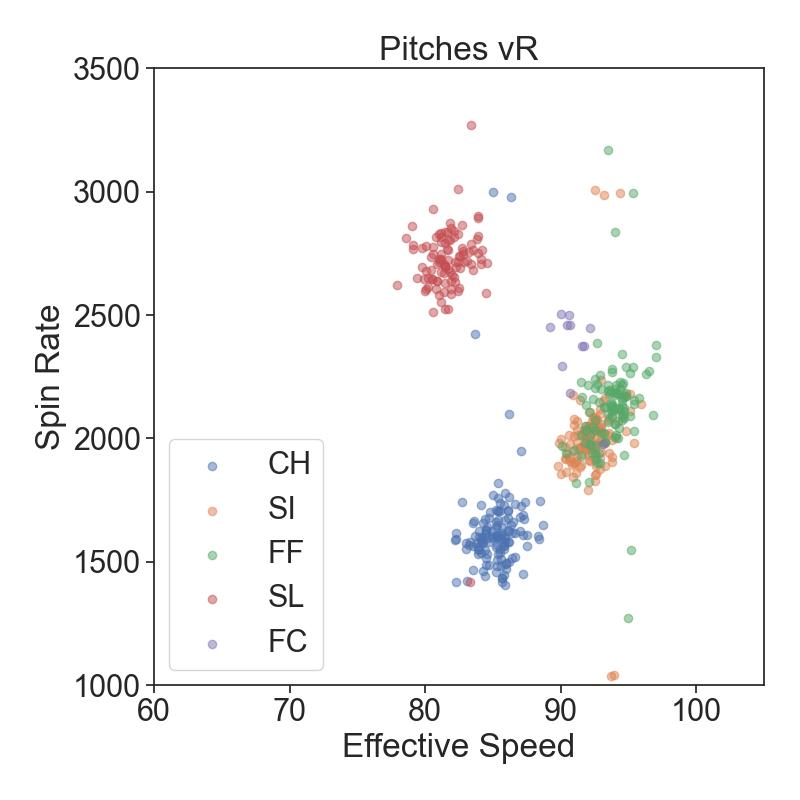 Pitches vR
3500
3000
2500
2000
1500
1000
Spin Rate
CH
SI
FF
SL
FC
60 70 80 90 100
Effective Speed